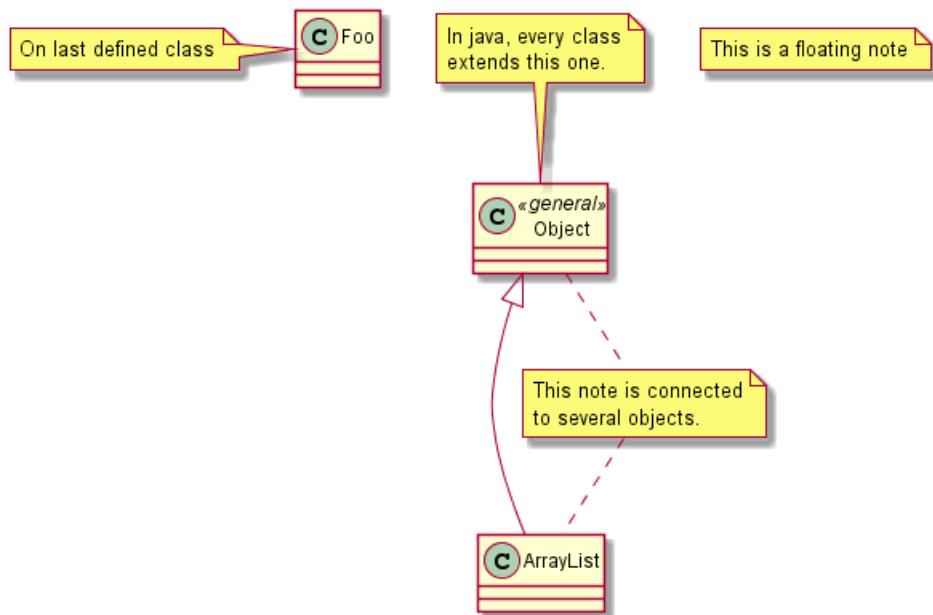 On last defined class
C Foo
In java, every class
extends this one.
This is a floating note
C «general»
Object
This note is connected
to several objects.
C ArrayList